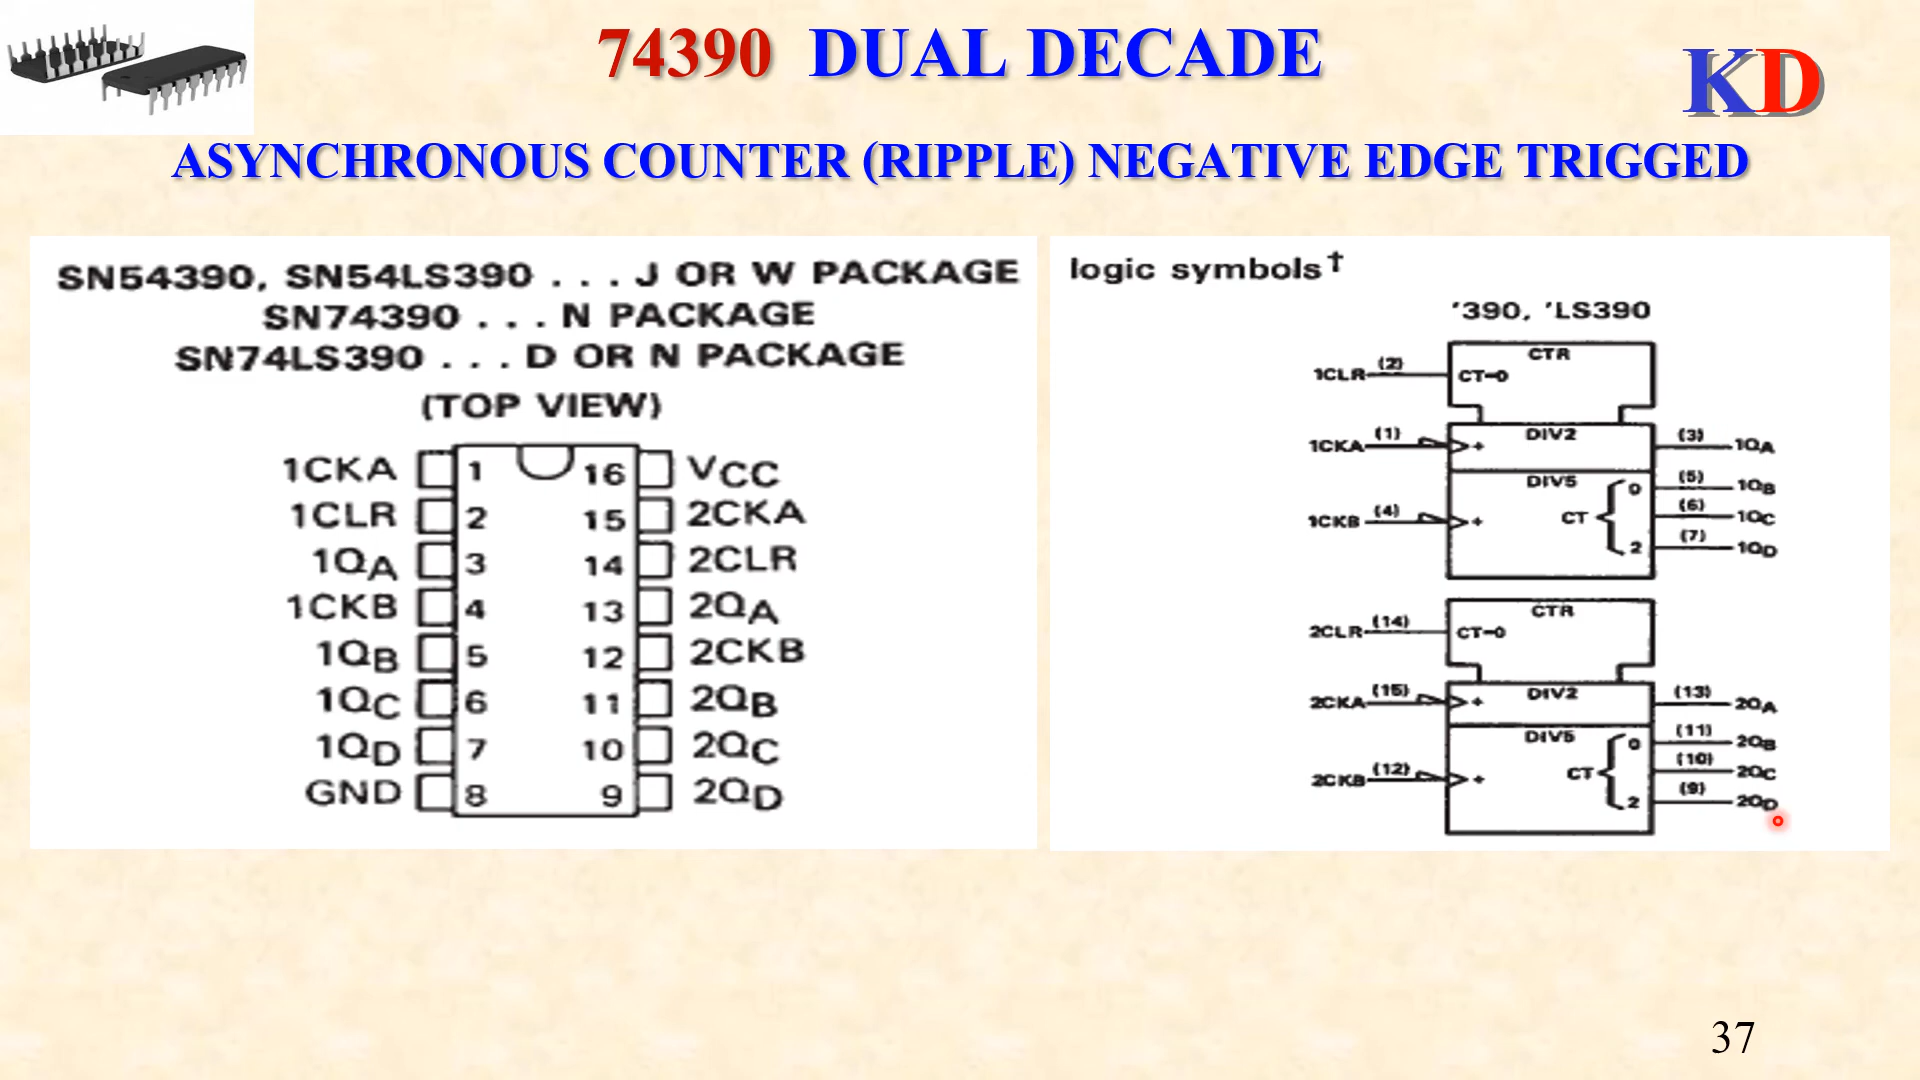 74390 DUAL DECADE
KD
ASYNCHRONOUS COUNTER (RIPPLE) NEGATIVE EDGE TRIGGED
SN54390, SN54LS390 . . . J OR W PACKAGE
SN74390 . . . N PACKAGE
SN74LS390 . . . D OR N PACKAGE
(TOP VIEW)
1CKA 1 16 VCC
1CLR 2 15 2CKA
1QA 3 14 2CLR
1CKB 4 13 2QA
1QB 5 12 2CKB
1QC 6 11 2QB
1QD 7 10 2QC
GND 8 9 2QD
logic symbols†
'390, 'LS390
CTR
1CLR (2) CT=0
DIV2
1CKA (1) + (3) 1QA
DIV5 0 (5) 1QB
1CKB (4) + CT (6) 1QC
2 (7) 1QD
CTR
2CLR (14) CT=0
DIV2
2CKA (15) + (13) 2QA
DIV5 0 (11) 2QB
2CKB (12) + CT (10) 2QC
2 (9) 2QD
37